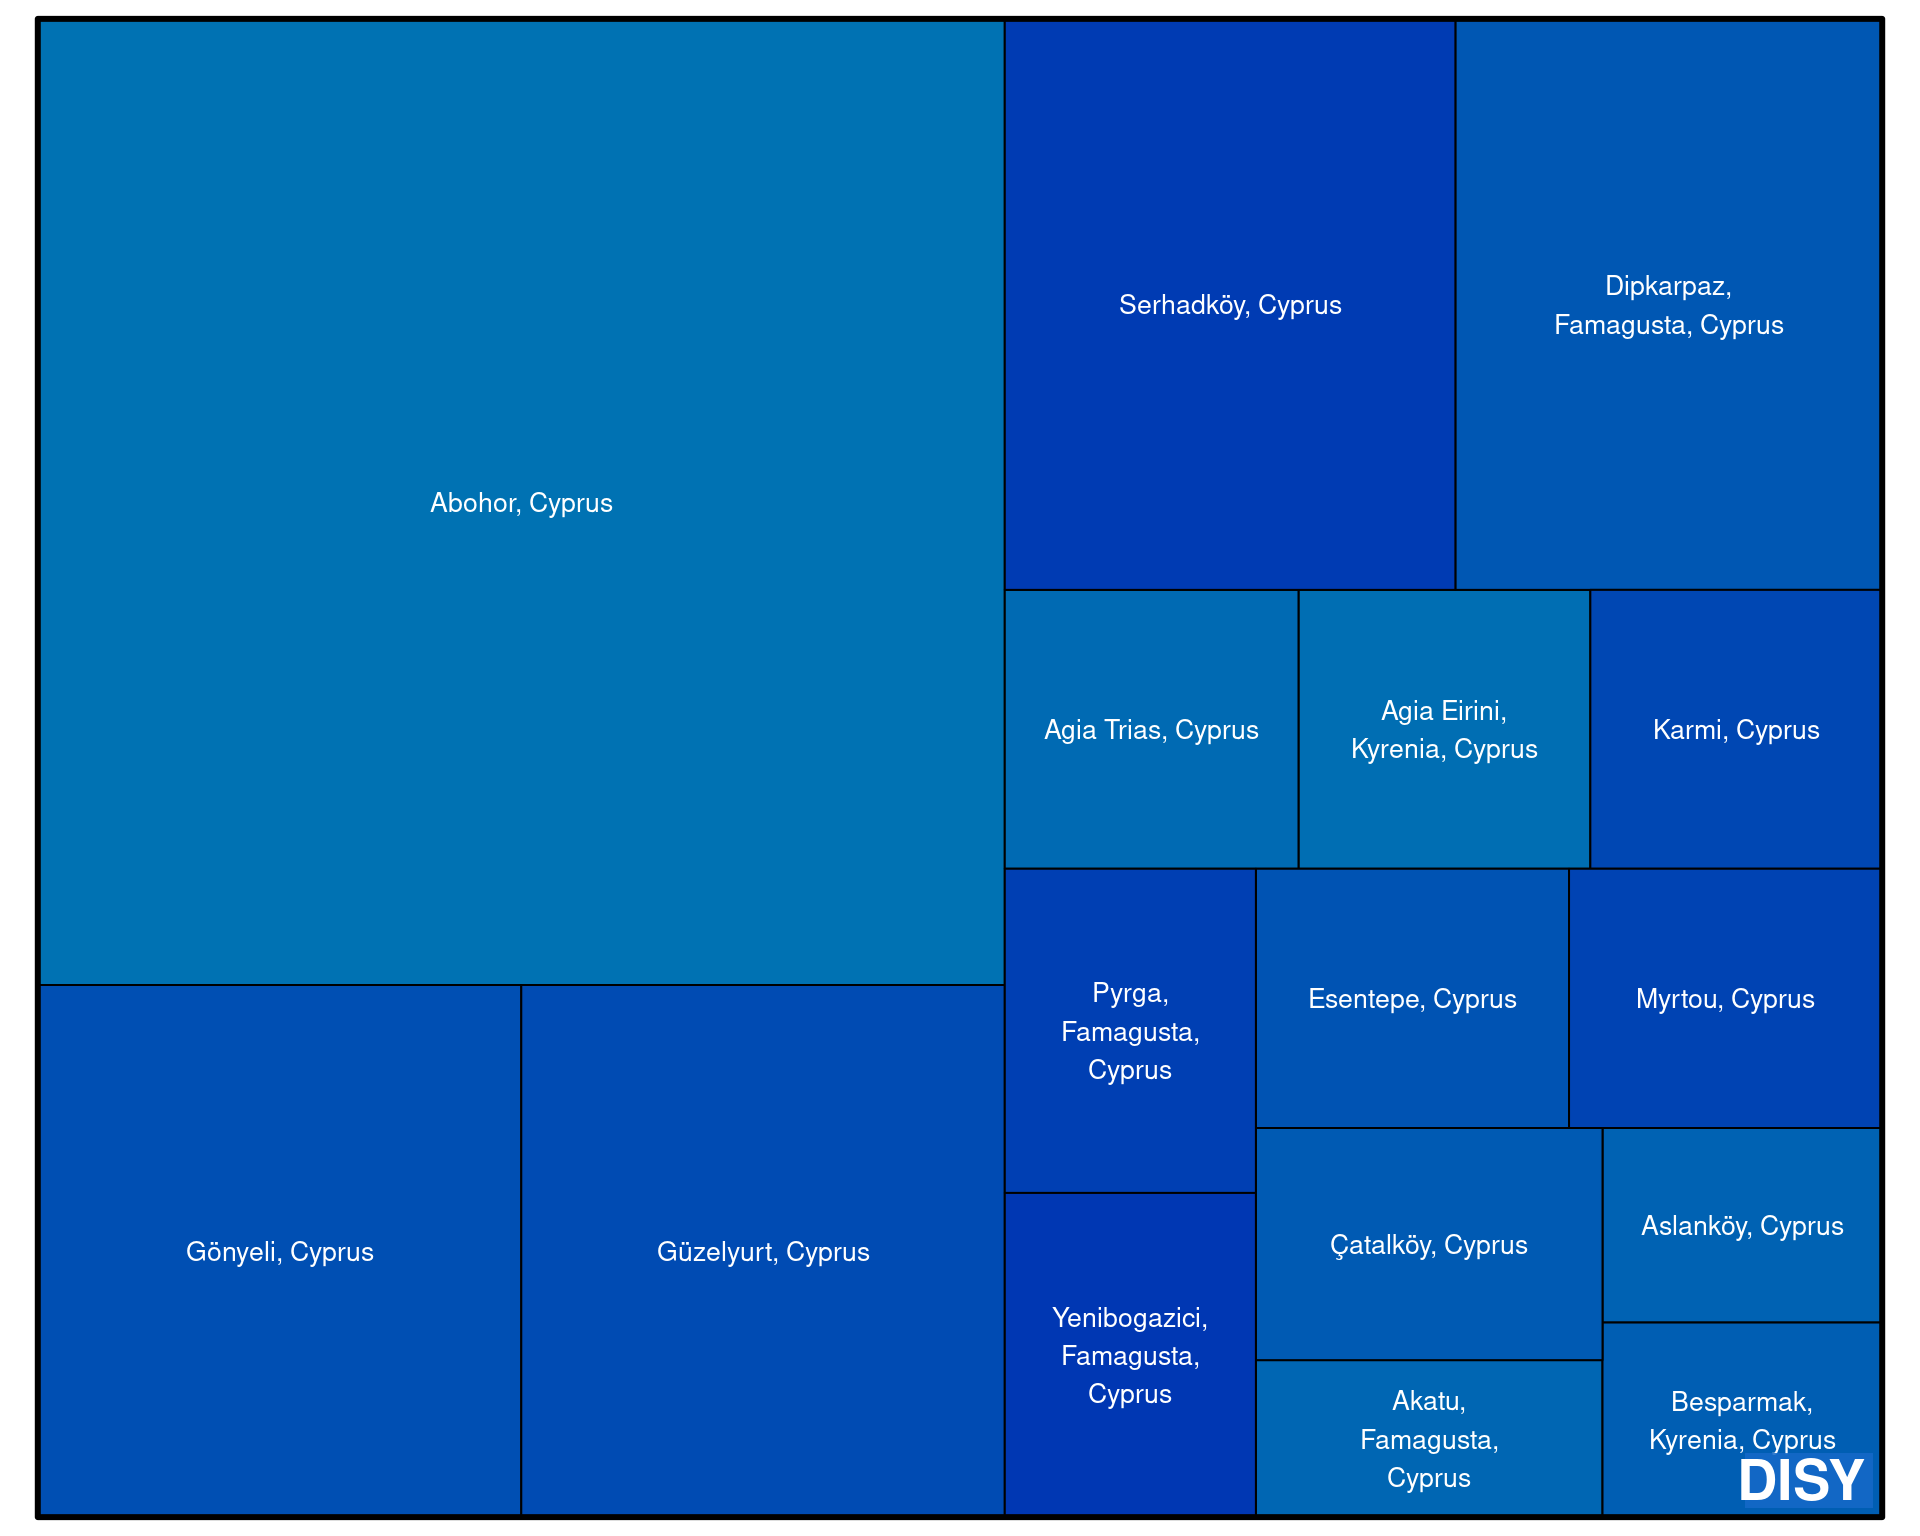 Abohor, Cyprus
Serhadköy, Cyprus
Dipkarpaz,
Famagusta, Cyprus
Agia Trias, Cyprus
Agia Eirini,
Kyrenia, Cyprus
Karmi, Cyprus
Gönyeli, Cyprus
Güzelyurt, Cyprus
Pyrga,
Famagusta,
Cyprus
Esentepe, Cyprus
Myrtou, Cyprus
Yenibogazici,
Famagusta,
Cyprus
Çatalköy, Cyprus
Aslanköy, Cyprus
Akatu,
Famagusta,
Cyprus
Besparmak,
Kyrenia, Cyprus
DISY